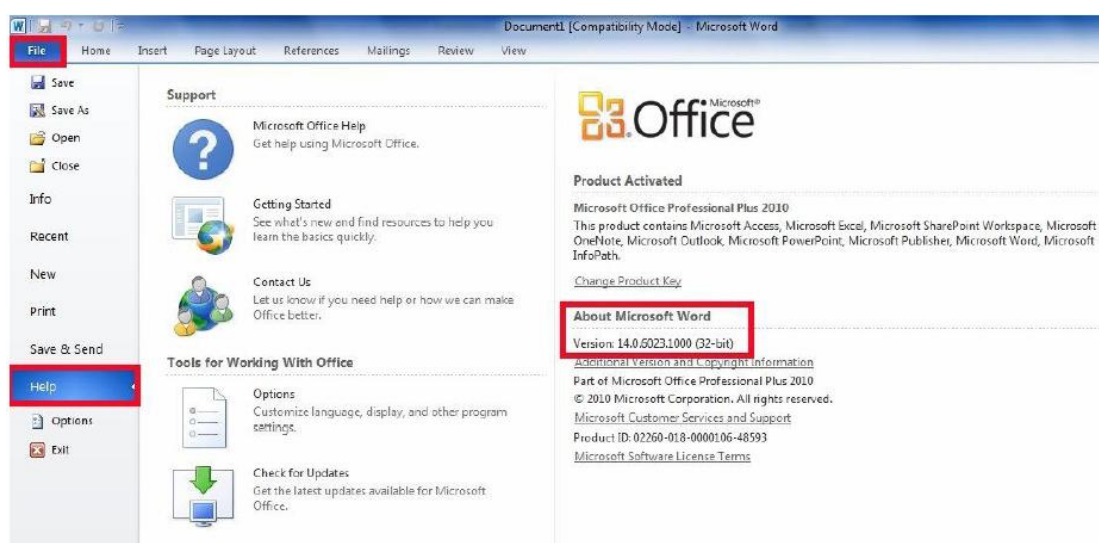 Document1 [Compatibility Mode] - Microsoft Word
File Home Insert Page Layout References Mailings Review View
Save
Save As
Open
Close
Info
Recent
New
Print
Save & Send
Help
Options
Exit
Support
Microsoft Office Help
Get help using Microsoft Office.
Getting Started
See what's new and find resources to help you
learn the basics quickly.
Contact Us
Let us know if you need help or how we can make
Office better.
Tools for Working With Office
Options
Customize language, display, and other program
settings.
Check for Updates
Get the latest updates available for Microsoft
Office.
Microsoft®
Office
Product Activated
Microsoft Office Professional Plus 2010
This product contains Microsoft Access, Microsoft Excel, Microsoft SharePoint Workspace, Microsoft
OneNote, Microsoft Outlook, Microsoft PowerPoint, Microsoft Publisher, Microsoft Word, Microsoft
InfoPath.
Change Product Key
About Microsoft Word
Version: 14.0.6023.1000 (32-bit)
Additional Version and Copyright Information
Part of Microsoft Office Professional Plus 2010
© 2010 Microsoft Corporation. All rights reserved.
Microsoft Customer Services and Support
Product ID: 02260-018-0000106-48593
Microsoft Software License Terms